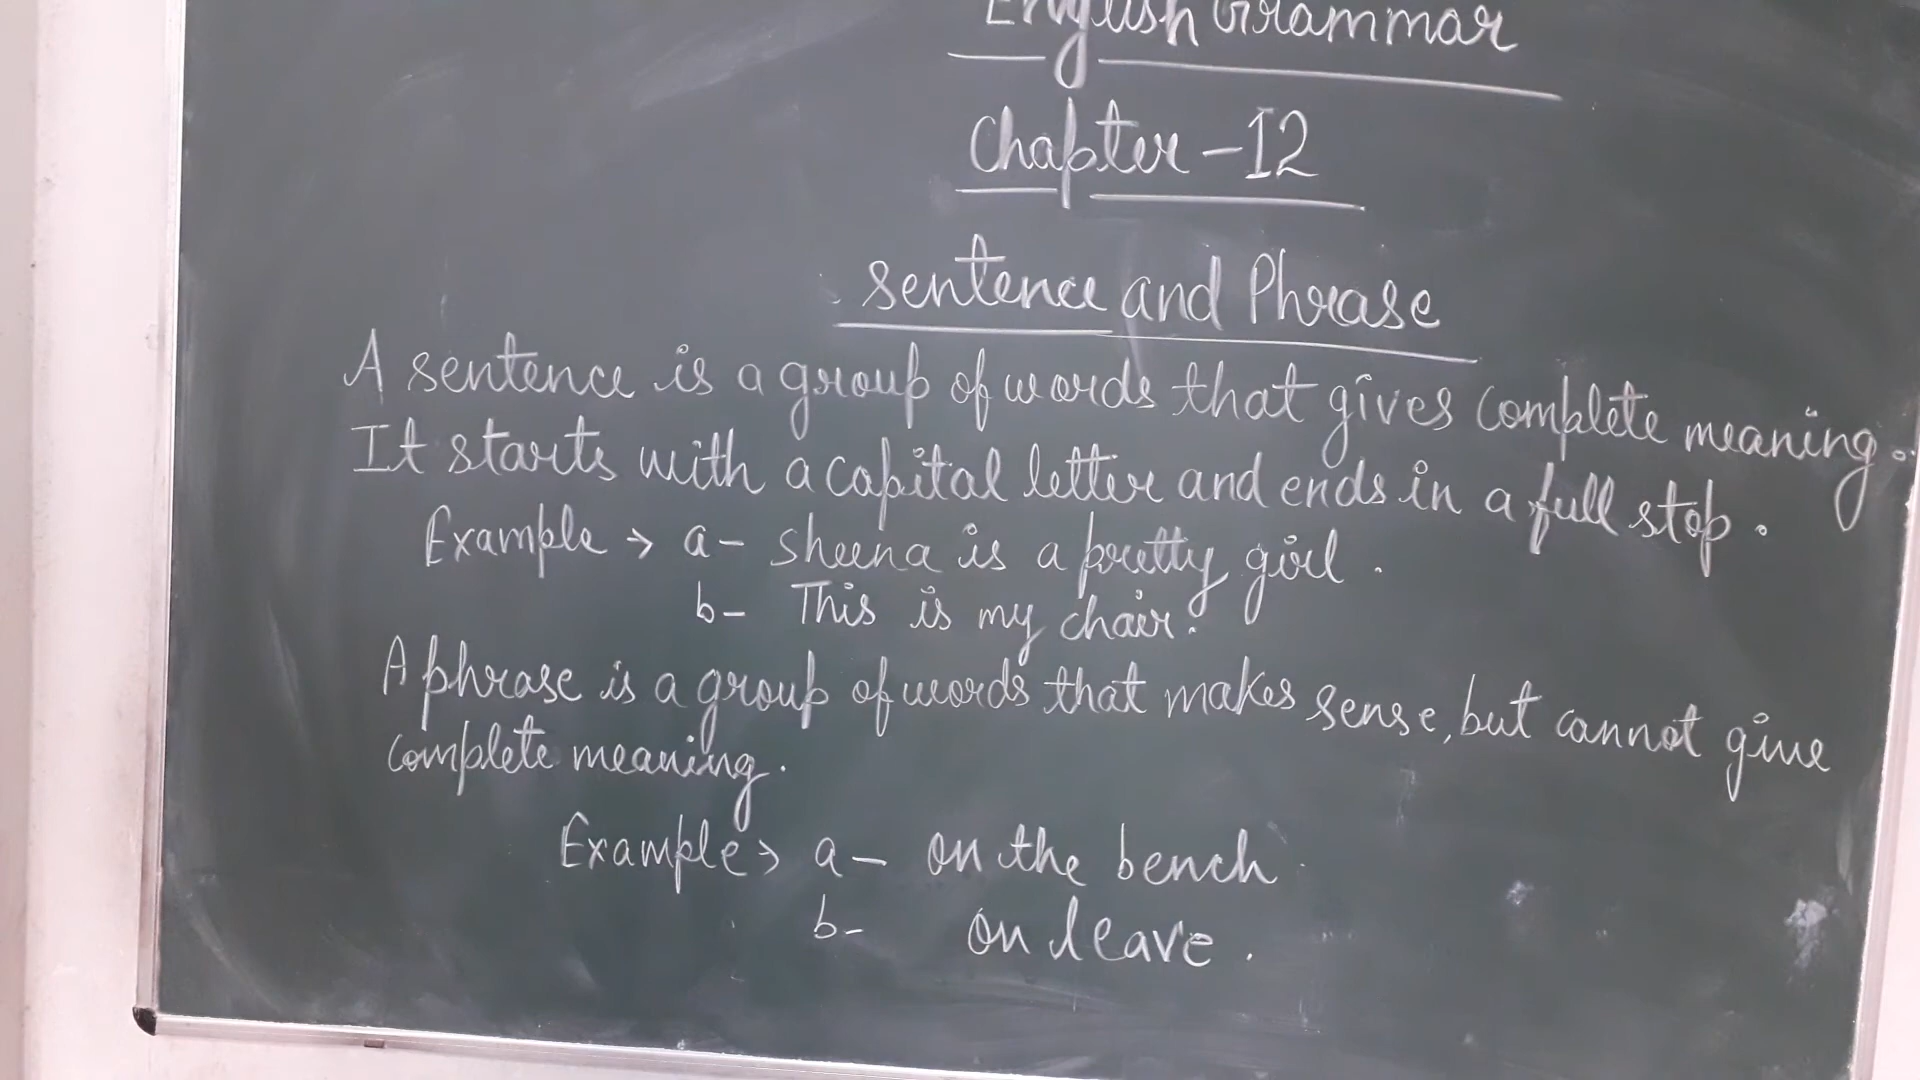 English Grammar
Chapter - 12
Sentence and Phrase
A sentence is a group of words that gives complete meaning.
It starts with a capital letter and ends in a full stop.
Example → a - Sheena is a pretty girl.
b - This is my chair.
A phrase is a group of words that makes sense, but cannot give
complete meaning.
Example → a - on the bench
b - on leave.